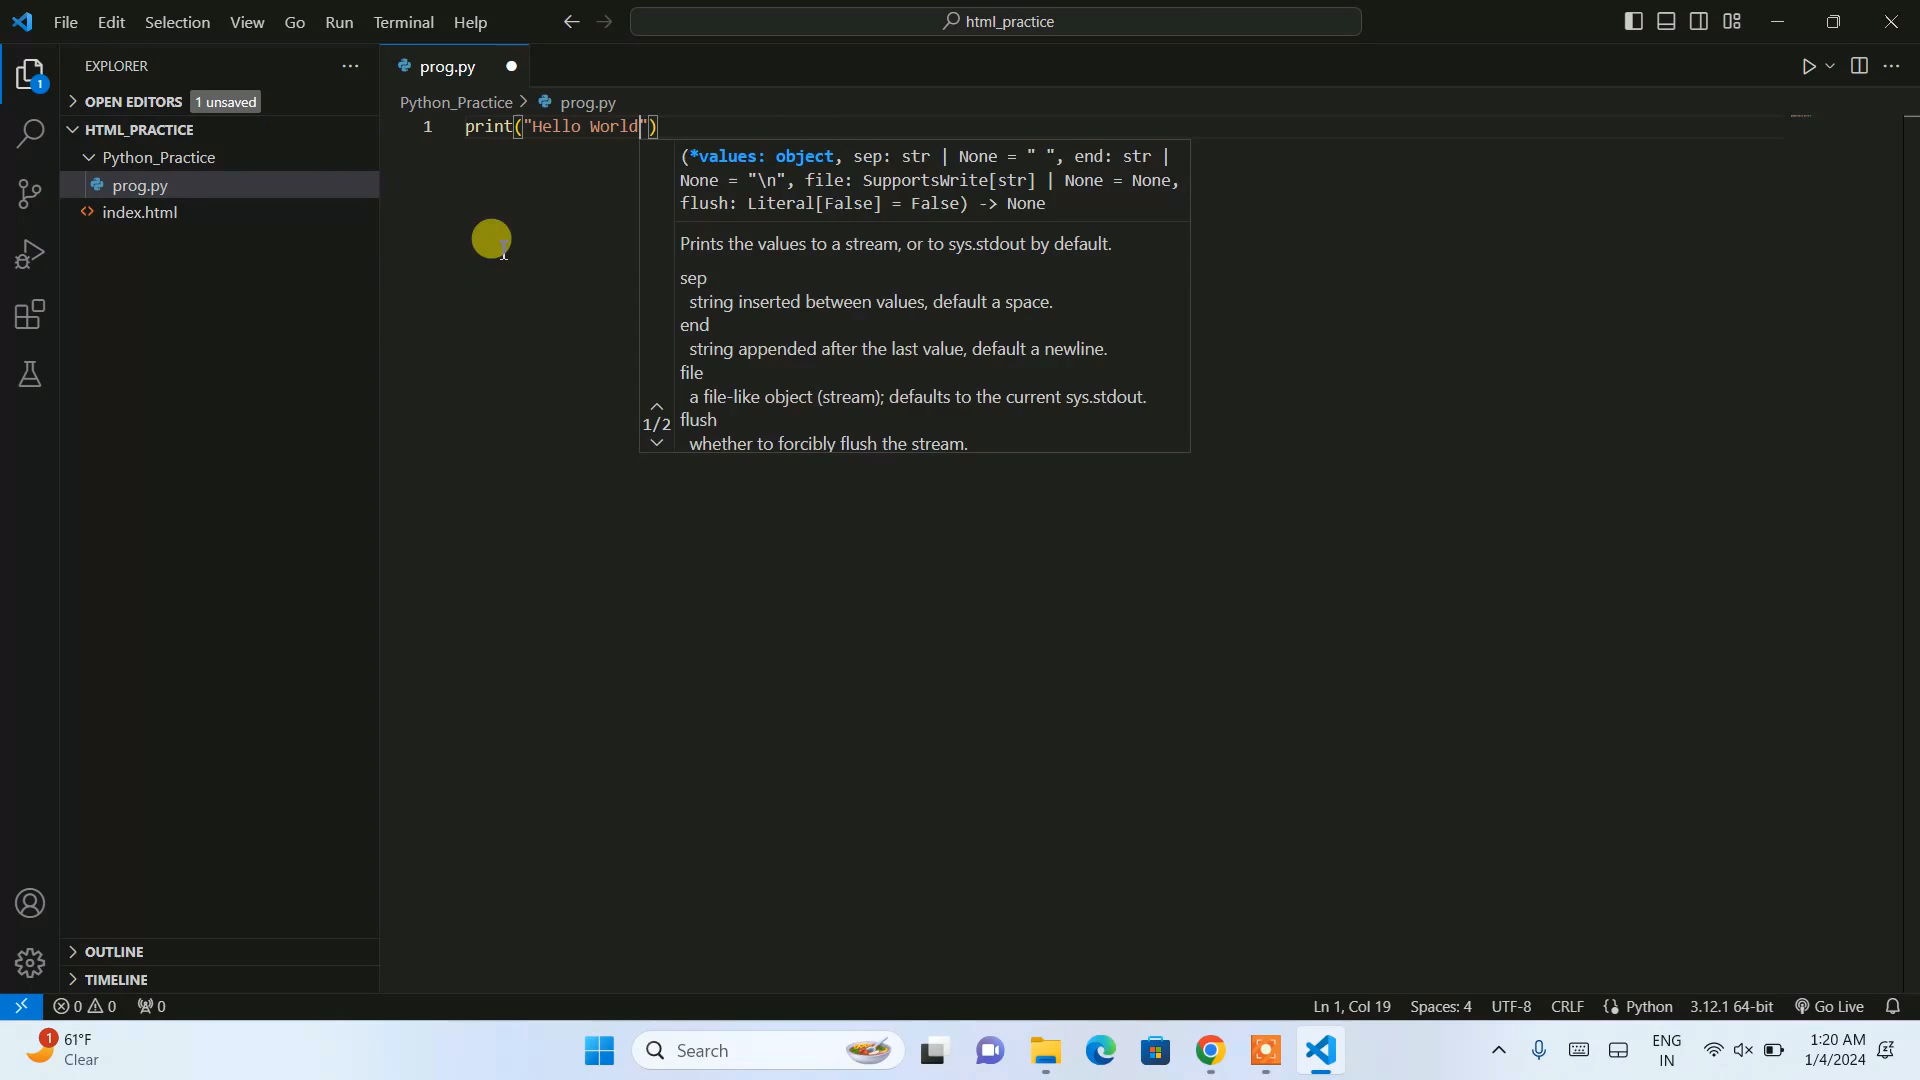 File Edit Selection View Go Run Terminal Help
html_practice
EXPLORER
OPEN EDITORS 1 unsaved
HTML_PRACTICE
Python_Practice
prog.py
index.html
OUTLINE
TIMELINE
1
prog.py
Python_Practice > prog.py
1 print("Hello World")
(*values: object, sep: str | None = " ", end: str |
None = "\n", file: SupportsWrite[str] | None = None,
flush: Literal[False] = False) -> None
Prints the values to a stream, or to sys.stdout by default.
sep
string inserted between values, default a space.
end
string appended after the last value, default a newline.
file
a file-like object (stream); defaults to the current sys.stdout.
flush
whether to forcibly flush the stream.
1/2
0 0 0
Ln 1, Col 19 Spaces: 4 UTF-8 CRLF Python 3.12.1 64-bit Go Live
1 61°F
Clear
Search
ENG
IN
1:20 AM
1/4/2024